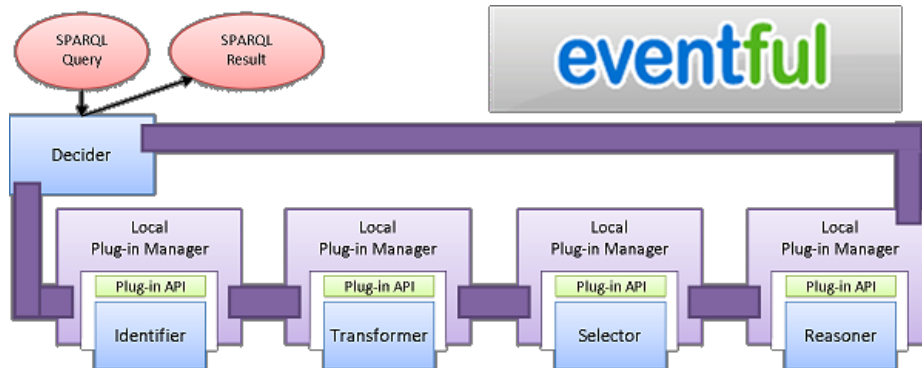 SPARQL
Query
SPARQL
Result
eventful
Decider
Local
Plug-in Manager
Plug-in API
Identifier
Local
Plug-in Manager
Plug-in API
Transformer
Local
Plug-in Manager
Plug-in API
Selector
Local
Plug-in Manager
Plug-in API
Reasoner